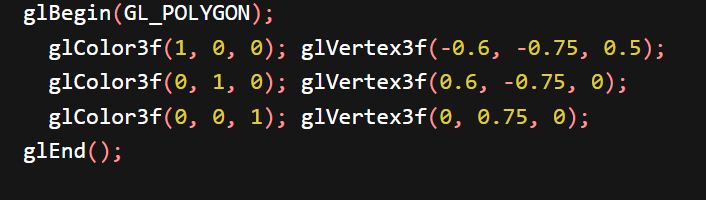 glBegin(GL_POLYGON);
glColor3f(1, 0, 0); glVertex3f(-0.6, -0.75, 0.5);
glColor3f(0, 1, 0); glVertex3f(0.6, -0.75, 0);
glColor3f(0, 0, 1); glVertex3f(0, 0.75, 0);
glEnd();